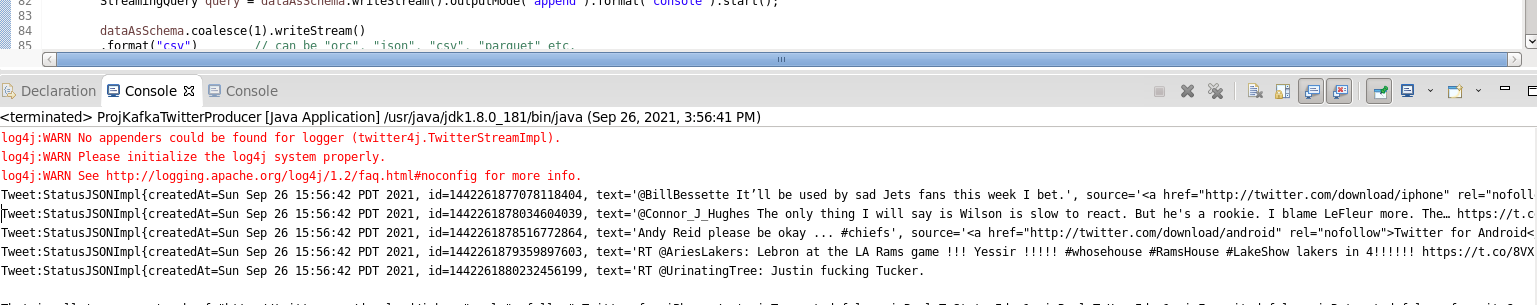 82 StreamingQuery query = dataAsSchema.writeStream().outputMode("append").format("console").start();
83
84 dataAsSchema.coalesce(1).writeStream()
85 .format("csv") // can be "orc", "json", "csv", "parquet" etc.
Declaration Console Console
<terminated> ProjKafkaTwitterProducer [Java Application] /usr/java/jdk1.8.0_181/bin/java (Sep 26, 2021, 3:56:41 PM)
log4j:WARN No appenders could be found for logger (twitter4j.TwitterStreamImpl).
log4j:WARN Please initialize the log4j system properly.
log4j:WARN See http://logging.apache.org/log4j/1.2/faq.html#noconfig for more info.
Tweet:StatusJSONImpl{createdAt=Sun Sep 26 15:56:42 PDT 2021, id=1442261877078118404, text='@BillBessette It’ll be used by sad Jets fans this week I bet.', source='<a href="http://twitter.com/download/iphone" rel="nofoll
Tweet:StatusJSONImpl{createdAt=Sun Sep 26 15:56:42 PDT 2021, id=1442261878034604039, text='@Connor_J_Hughes The only thing I will say is Wilson is slow to react. But he's a rookie. I blame LeFleur more. The… https://t.c
Tweet:StatusJSONImpl{createdAt=Sun Sep 26 15:56:42 PDT 2021, id=1442261878516772864, text='Andy Reid please be okay ... #chiefs', source='<a href="http://twitter.com/download/android" rel="nofollow">Twitter for Android<
Tweet:StatusJSONImpl{createdAt=Sun Sep 26 15:56:42 PDT 2021, id=1442261879359897603, text='RT @AriesLakers: Lebron at the LA Rams game !!! Yessir !!!!! #whosehouse #RamsHouse #LakeShow lakers in 4!!!!!! https://t.co/8VX
Tweet:StatusJSONImpl{createdAt=Sun Sep 26 15:56:42 PDT 2021, id=1442261880232456199, text='RT @UrinatingTree: Justin fucking Tucker.